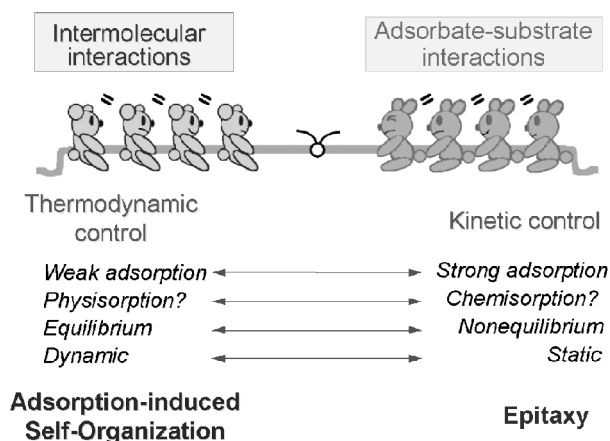 Intermolecular
interactions
Adsorbate-substrate
interactions
Thermodynamic
control
Kinetic control
Weak adsorption
Strong adsorption
Physisorption?
Chemisorption?
Equilibrium
Nonequilibrium
Dynamic
Static
Adsorption-induced
Self-Organization
Epitaxy